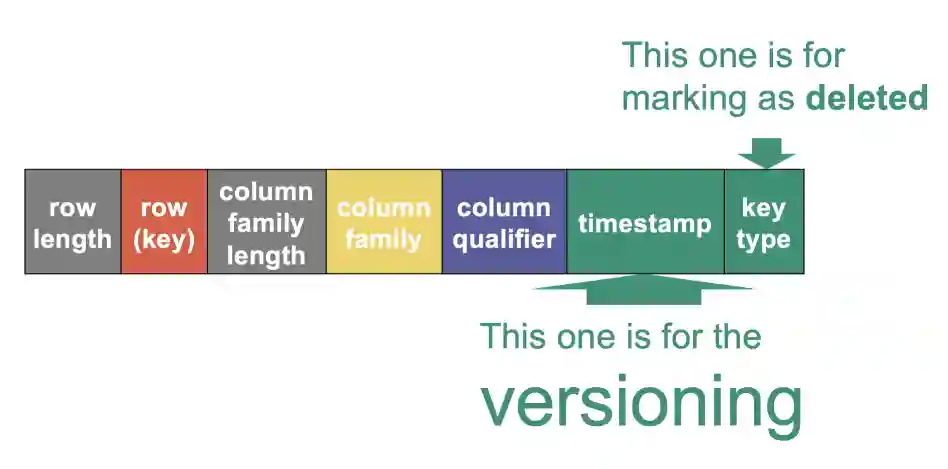 This one is for
marking as deleted
row
length
row
(key)
column
family
length
column
family
column
qualifier
timestamp
key
type
This one is for the
versioning